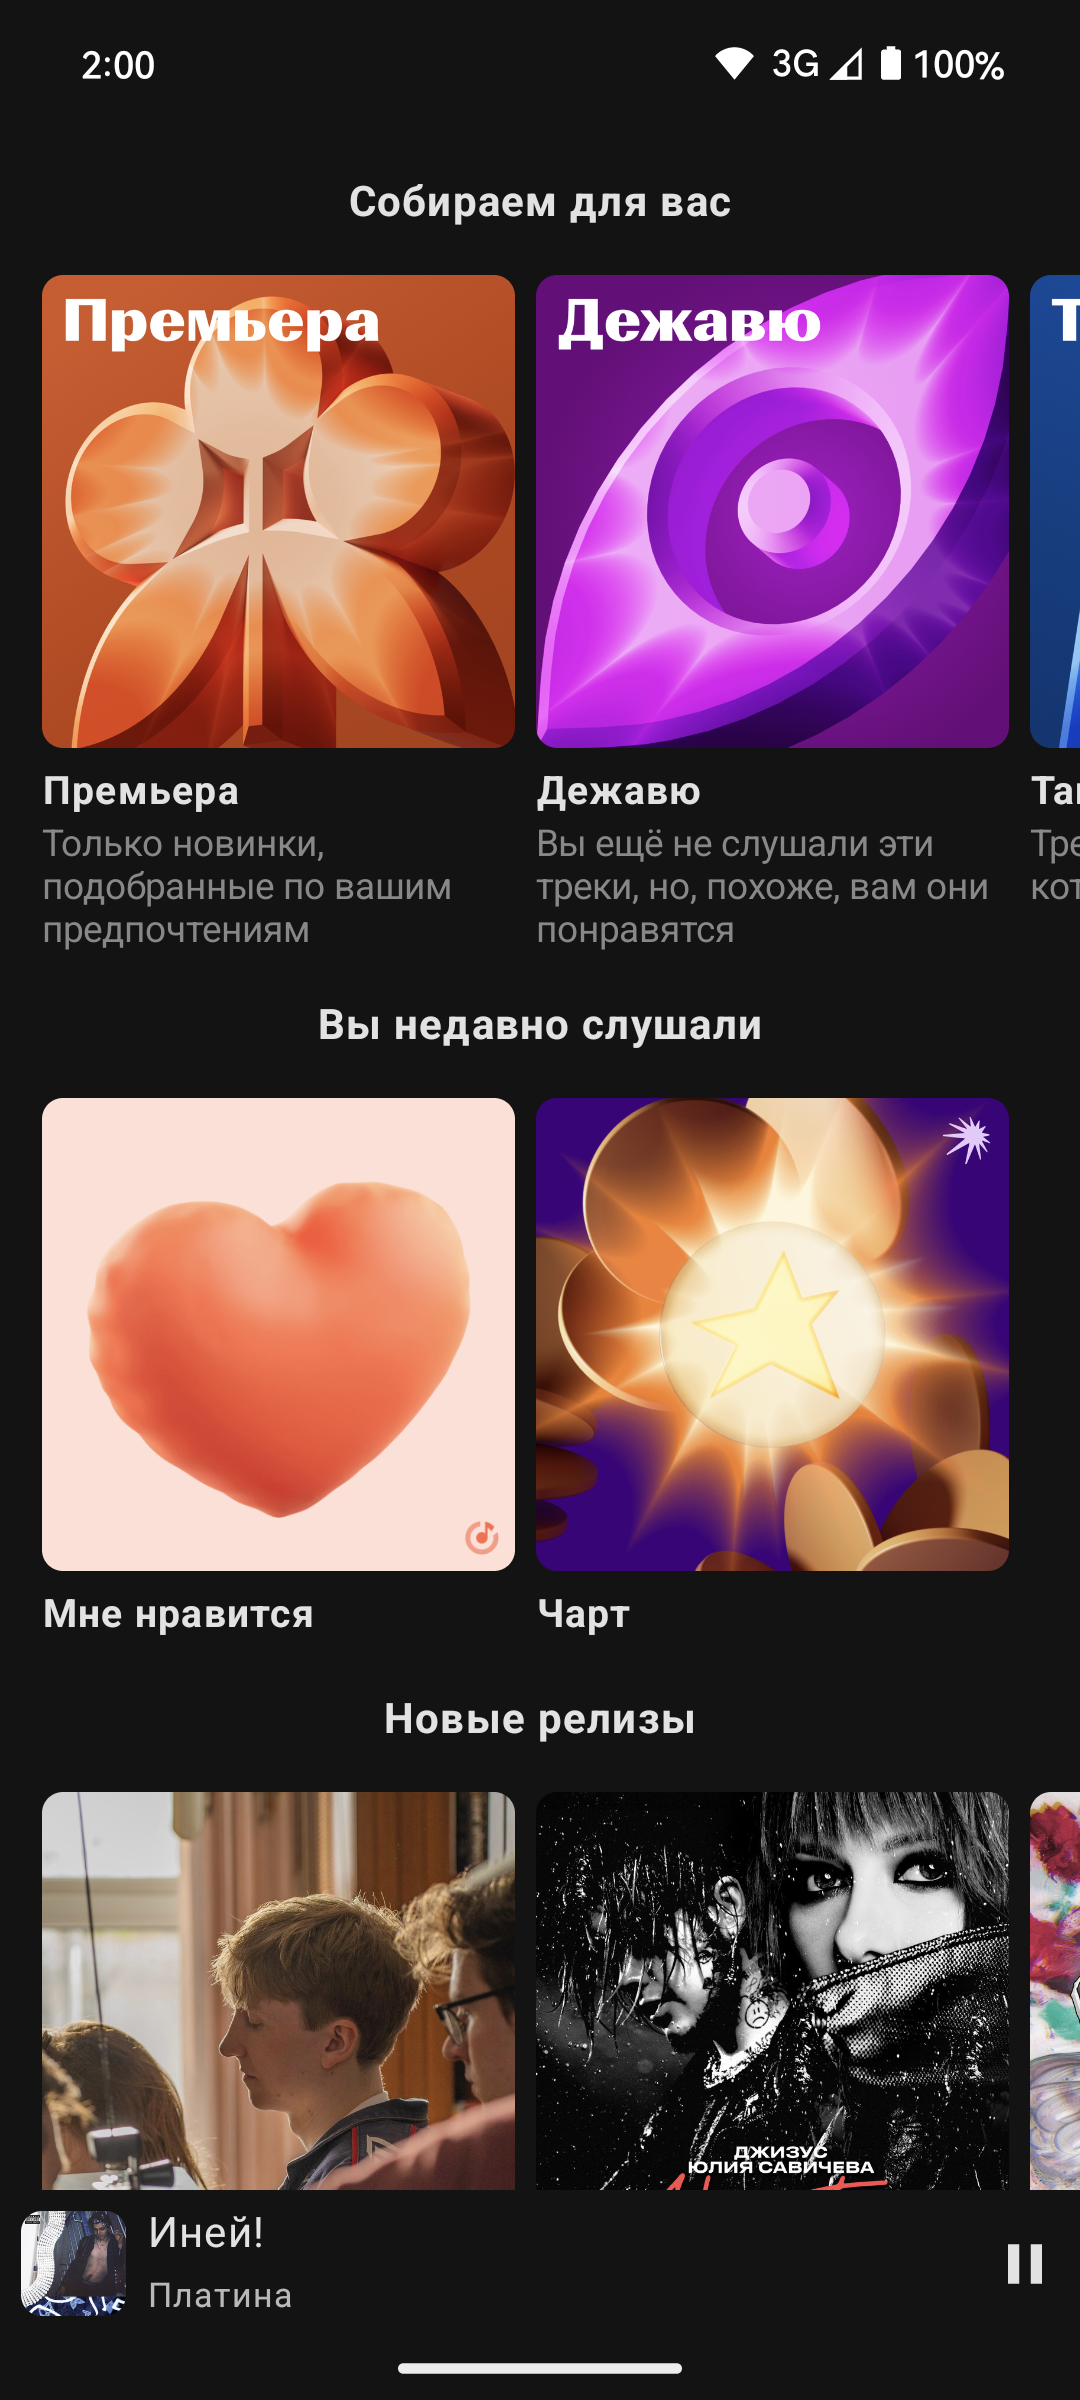 2:00
3G
100%
Собираем для вас
Премьера
Дежавю
Т
Премьера
Только новинки,
подобранные по вашим
предпочтениям
Дежавю
Вы ещё не слушали эти
треки, но, похоже, вам они
понравятся
Та
Тре
кот
Вы недавно слушали
Мне нравится
Чарт
Новые релизы
ДЖИЗУС
ЮЛИЯ САВИЧЕВА
Иней!
Платина